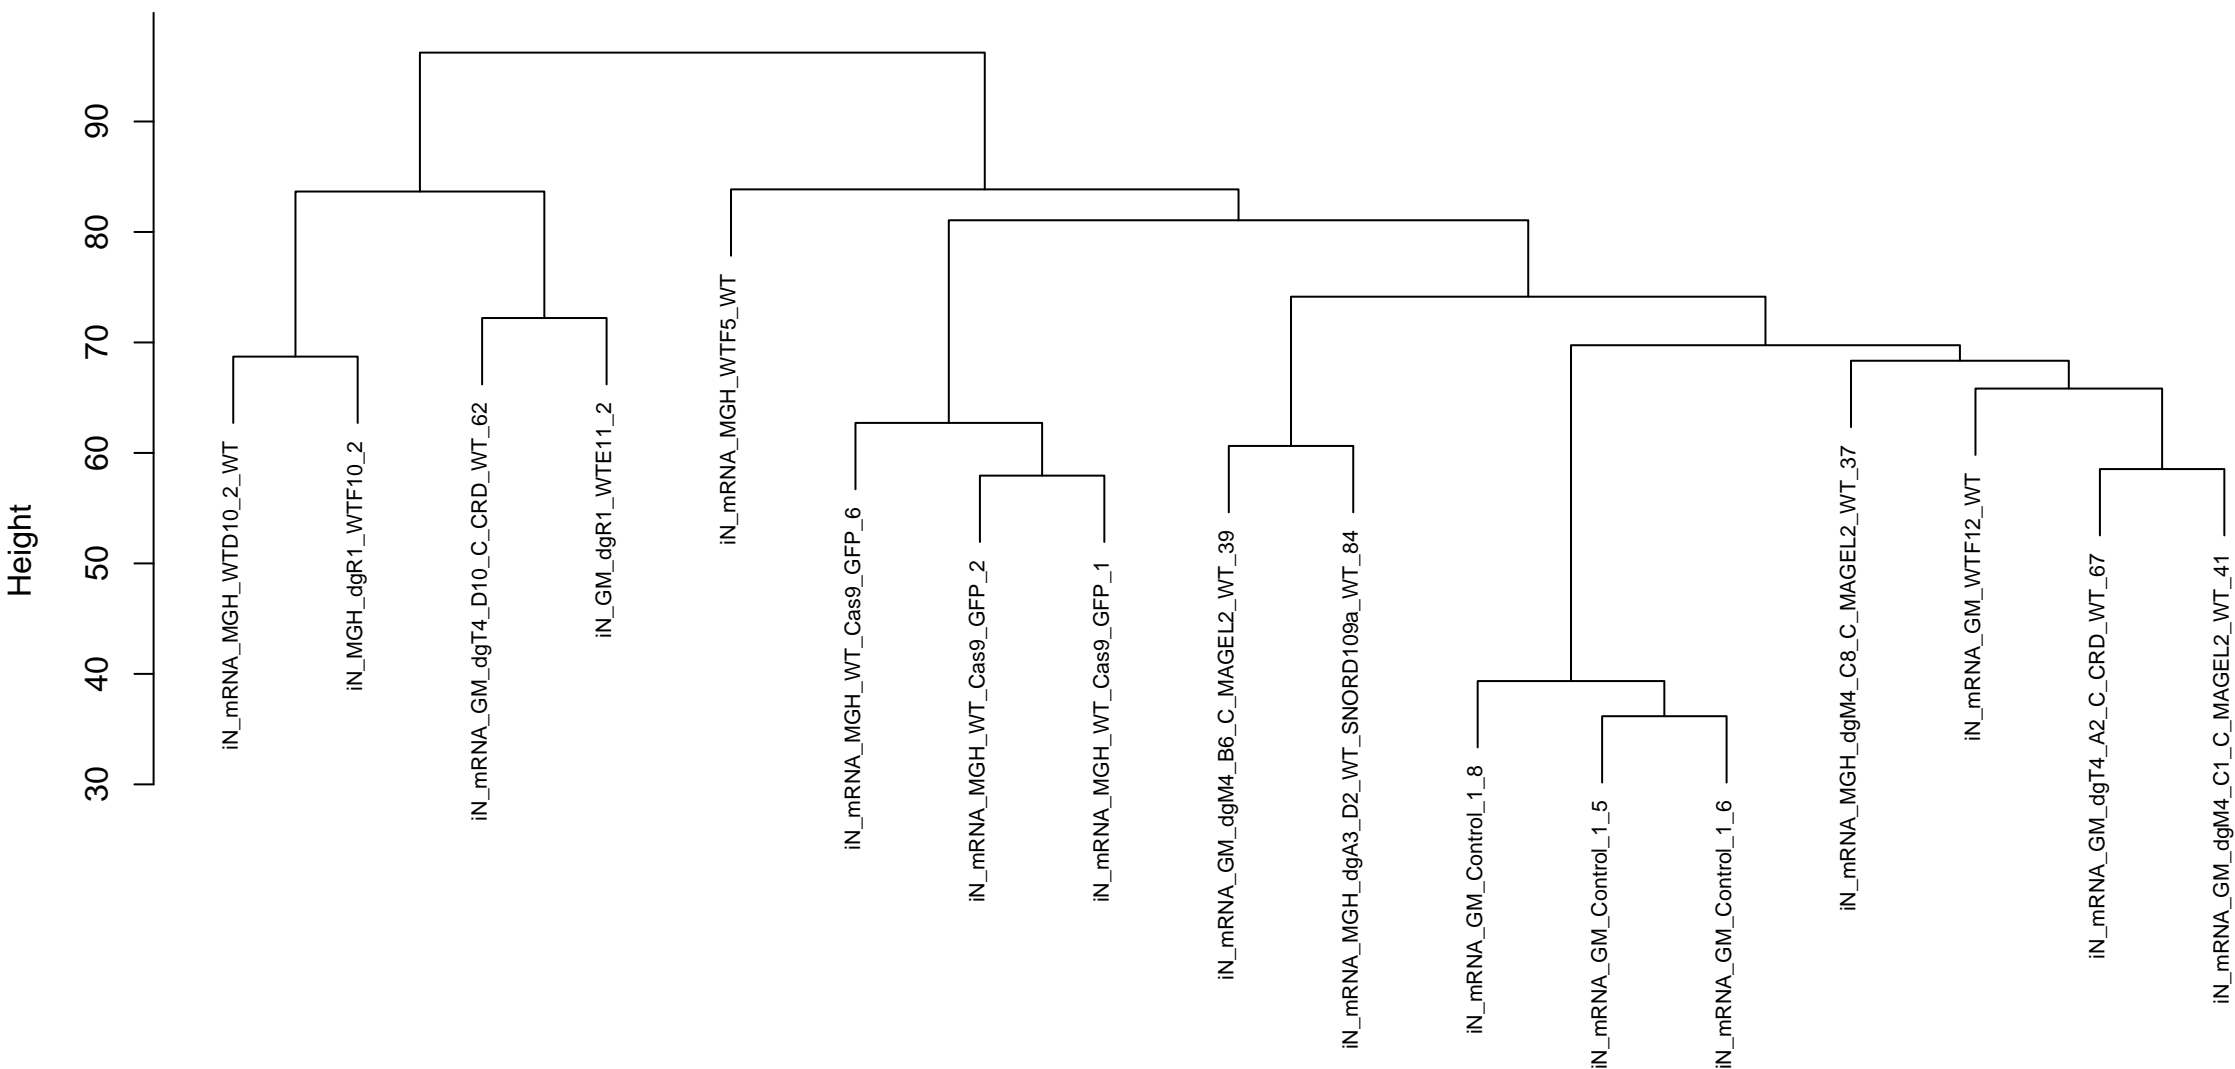 Height
90
80
70
60
50
40
30
iN_mRNA_MGH_WTD10_2_WT
iN_MGH_dgR1_WTF10_2
iN_mRNA_GM_dgT4_D10_C_CRD_WT_62
iN_GM_dgR1_WTE11_2
iN_mRNA_MGH_WTF5_WT
iN_mRNA_MGH_WT_Cas9_GFP_6
iN_mRNA_MGH_WT_Cas9_GFP_2
iN_mRNA_MGH_WT_Cas9_GFP_1
iN_mRNA_GM_dgM4_B6_C_MAGEL2_WT_39
iN_mRNA_MGH_dgA3_D2_WT_SNORD109a_WT_84
iN_mRNA_GM_Control_1_8
iN_mRNA_GM_Control_1_5
iN_mRNA_GM_Control_1_6
iN_mRNA_MGH_dgM4_C8_C_MAGEL2_WT_37
iN_mRNA_GM_WTF12_WT
iN_mRNA_GM_dgT4_A2_C_CRD_WT_67
iN_mRNA_GM_dgM4_C1_C_MAGEL2_WT_41